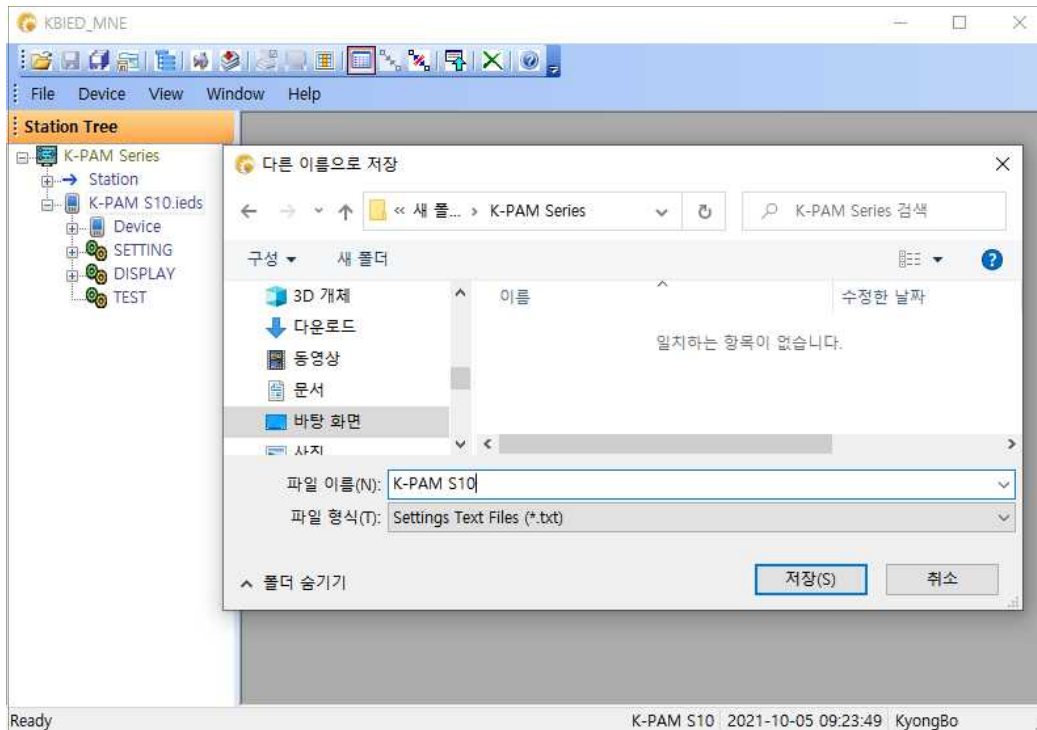 KBIED_MNE
File Device View Window Help
Station Tree
K-PAM Series
Station
K-PAM S10.ieds
Device
SETTING
DISPLAY
TEST
다른 이름으로 저장
« 새 폴... › K-PAM Series
K-PAM Series 검색
구성 새 폴더
3D 개체
다운로드
동영상
문서
바탕 화면
사진
이름 수정한 날짜
일치하는 항목이 없습니다.
파일 이름(N): K-PAM S10
파일 형식(T): Settings Text Files (*.txt)
폴더 숨기기
저장(S) 취소
Ready K-PAM S10 2021-10-05 09:23:49 KyongBo